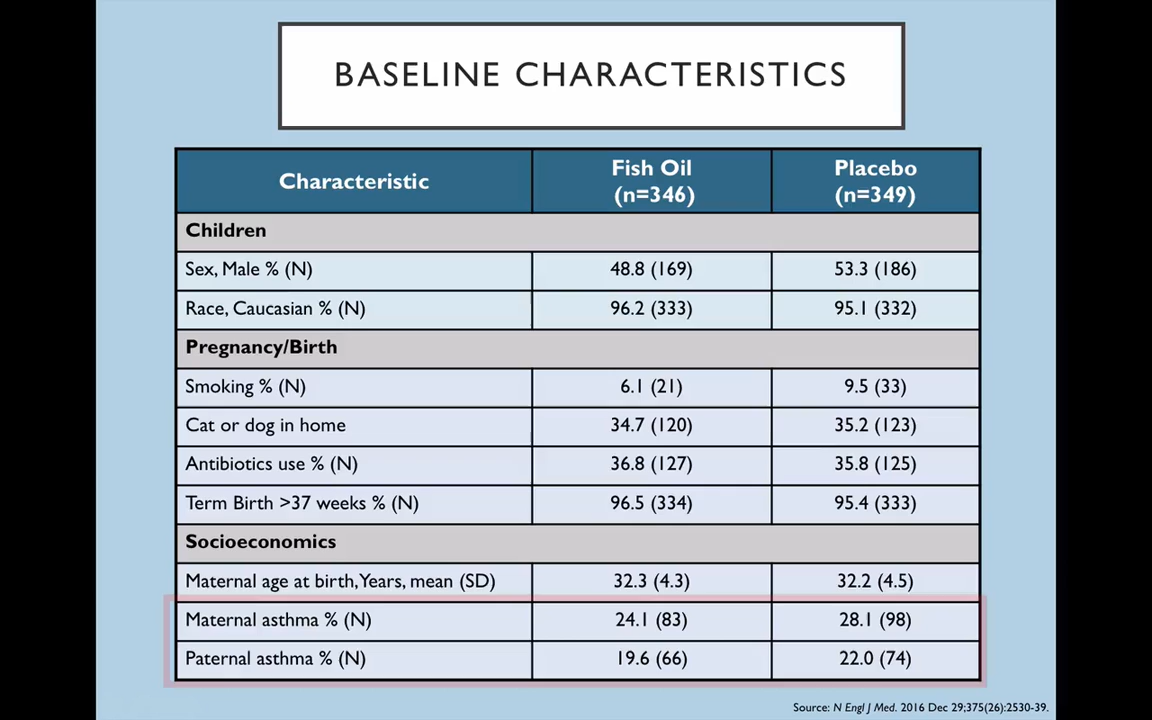 BASELINE CHARACTERISTICS
Characteristic Fish Oil (n=346) Placebo (n=349)
Children
Sex, Male % (N) 48.8 (169) 53.3 (186)
Race, Caucasian % (N) 96.2 (333) 95.1 (332)
Pregnancy/Birth
Smoking % (N) 6.1 (21) 9.5 (33)
Cat or dog in home 34.7 (120) 35.2 (123)
Antibiotics use % (N) 36.8 (127) 35.8 (125)
Term Birth >37 weeks % (N) 96.5 (334) 95.4 (333)
Socioeconomics
Maternal age at birth, Years, mean (SD) 32.3 (4.3) 32.2 (4.5)
Maternal asthma % (N) 24.1 (83) 28.1 (98)
Paternal asthma % (N) 19.6 (66) 22.0 (74)
Source: N Engl J Med. 2016 Dec 29;375(26):2530-39.